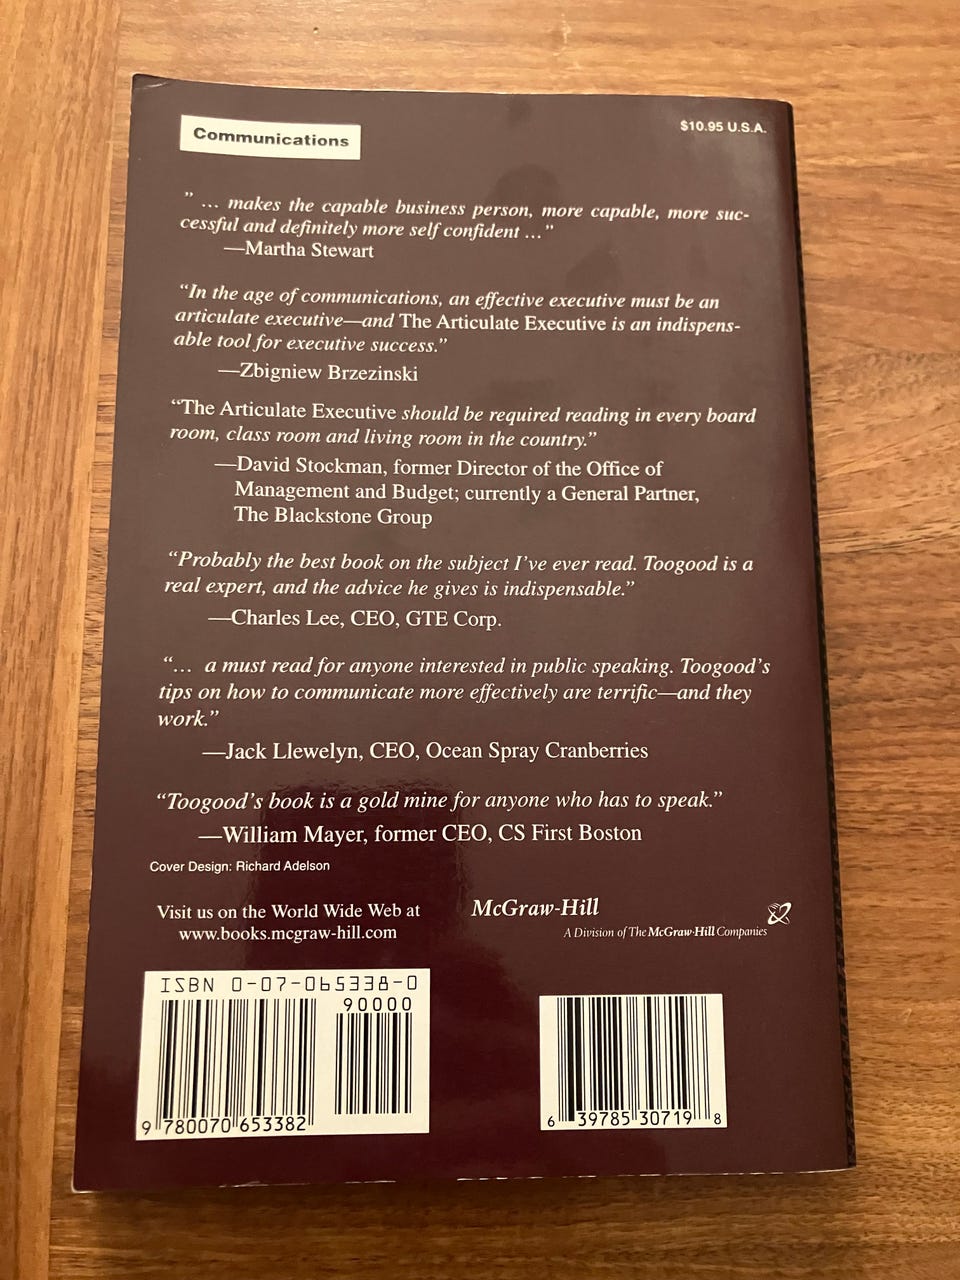 Communications
$10.95 U.S.A.
” ... makes the capable business person, more capable, more suc-
cessful and definitely more self confident ...”
—Martha Stewart
“In the age of communications, an effective executive must be an
articulate executive—and The Articulate Executive is an indispens-
able tool for executive success.”
—Zbigniew Brzezinski
“The Articulate Executive should be required reading in every board
room, class room and living room in the country.”
—David Stockman, former Director of the Office of
Management and Budget; currently a General Partner,
The Blackstone Group
“Probably the best book on the subject I’ve ever read. Toogood is a
real expert, and the advice he gives is indispensable.”
—Charles Lee, CEO, GTE Corp.
“... a must read for anyone interested in public speaking. Toogood’s
tips on how to communicate more effectively are terrific—and they
work.”
—Jack Llewelyn, CEO, Ocean Spray Cranberries
“Toogood’s book is a gold mine for anyone who has to speak.”
—William Mayer, former CEO, CS First Boston
Cover Design: Richard Adelson
Visit us on the World Wide Web at
www.books.mcgraw-hill.com
McGraw-Hill
A Division of The McGraw·Hill Companies
ISBN 0-07-065338-0
90000
9 780070 653382
6 39785 30719 8